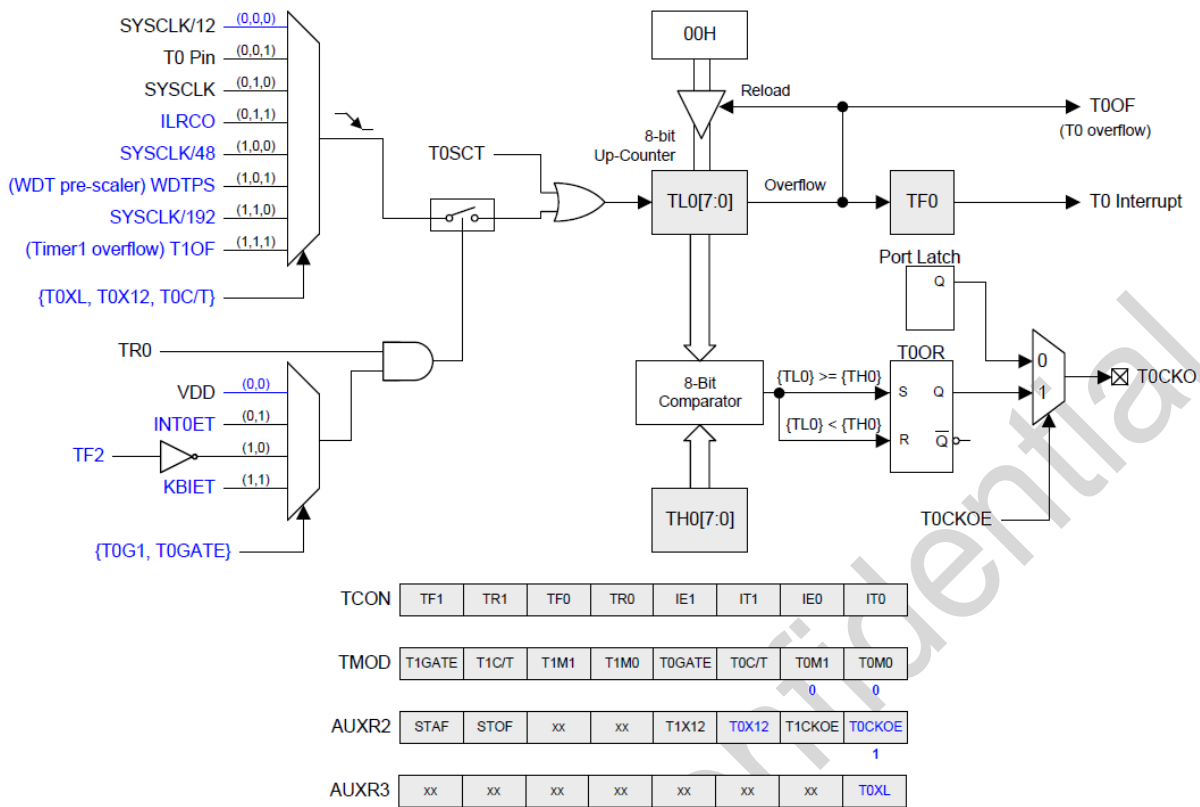 SYSCLK/12 (0,0,0)
T0 Pin (0,0,1)
SYSCLK (0,1,0)
ILRCO (0,1,1)
SYSCLK/48 (1,0,0)
(WDT pre-scaler) WDTPS (1,0,1)
SYSCLK/192 (1,1,0)
(Timer1 overflow) T1OF (1,1,1)
{T0XL, T0X12, T0C/T}
TR0
VDD (0,0)
INT0ET (0,1)
TF2 (1,0)
KBIET (1,1)
{T0G1, T0GATE}
T0SCT
00H
Reload
8-bit
Up-Counter
TL0[7:0]
Overflow
T0OF
(T0 overflow)
TF0
T0 Interrupt
Port Latch
Q
8-Bit
Comparator
{TL0} >= {TH0}
{TL0} < {TH0}
T0OR
S Q
R Q
0
1
T0CKO
TH0[7:0]
T0CKOE
TCON TF1 TR1 TF0 TR0 IE1 IT1 IE0 IT0
TMOD T1GATE T1C/T T1M1 T1M0 T0GATE T0C/T T0M1 T0M0
0 0
AUXR2 STAF STOF xx xx T1X12 T0X12 T1CKOE T0CKOE
1
AUXR3 xx xx xx xx xx xx xx T0XL
nfidential